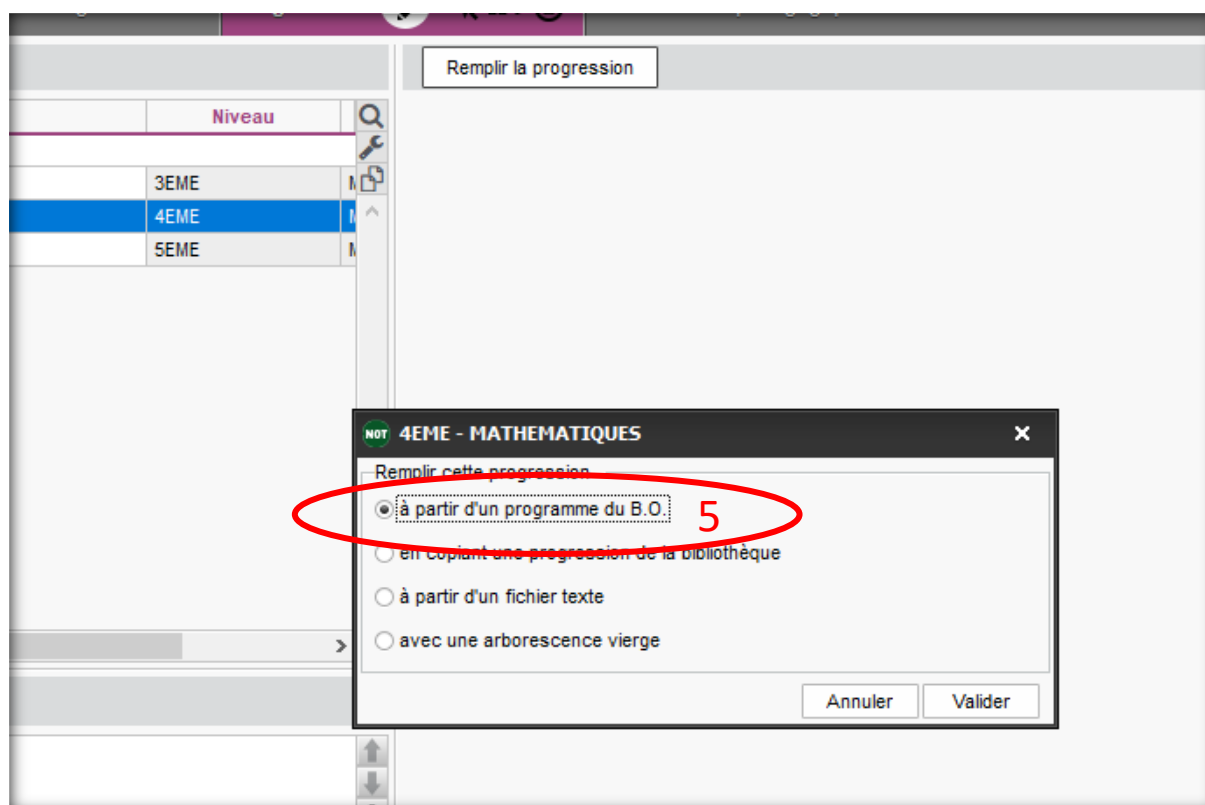 Remplir la progression
Niveau
3EME
4EME
5EME
NOT 4EME - MATHEMATIQUES
Remplir cette progression
à partir d'un programme du B.O. 5
en copiant une progression de la bibliothèque
à partir d'un fichier texte
avec une arborescence vierge
Annuler Valider